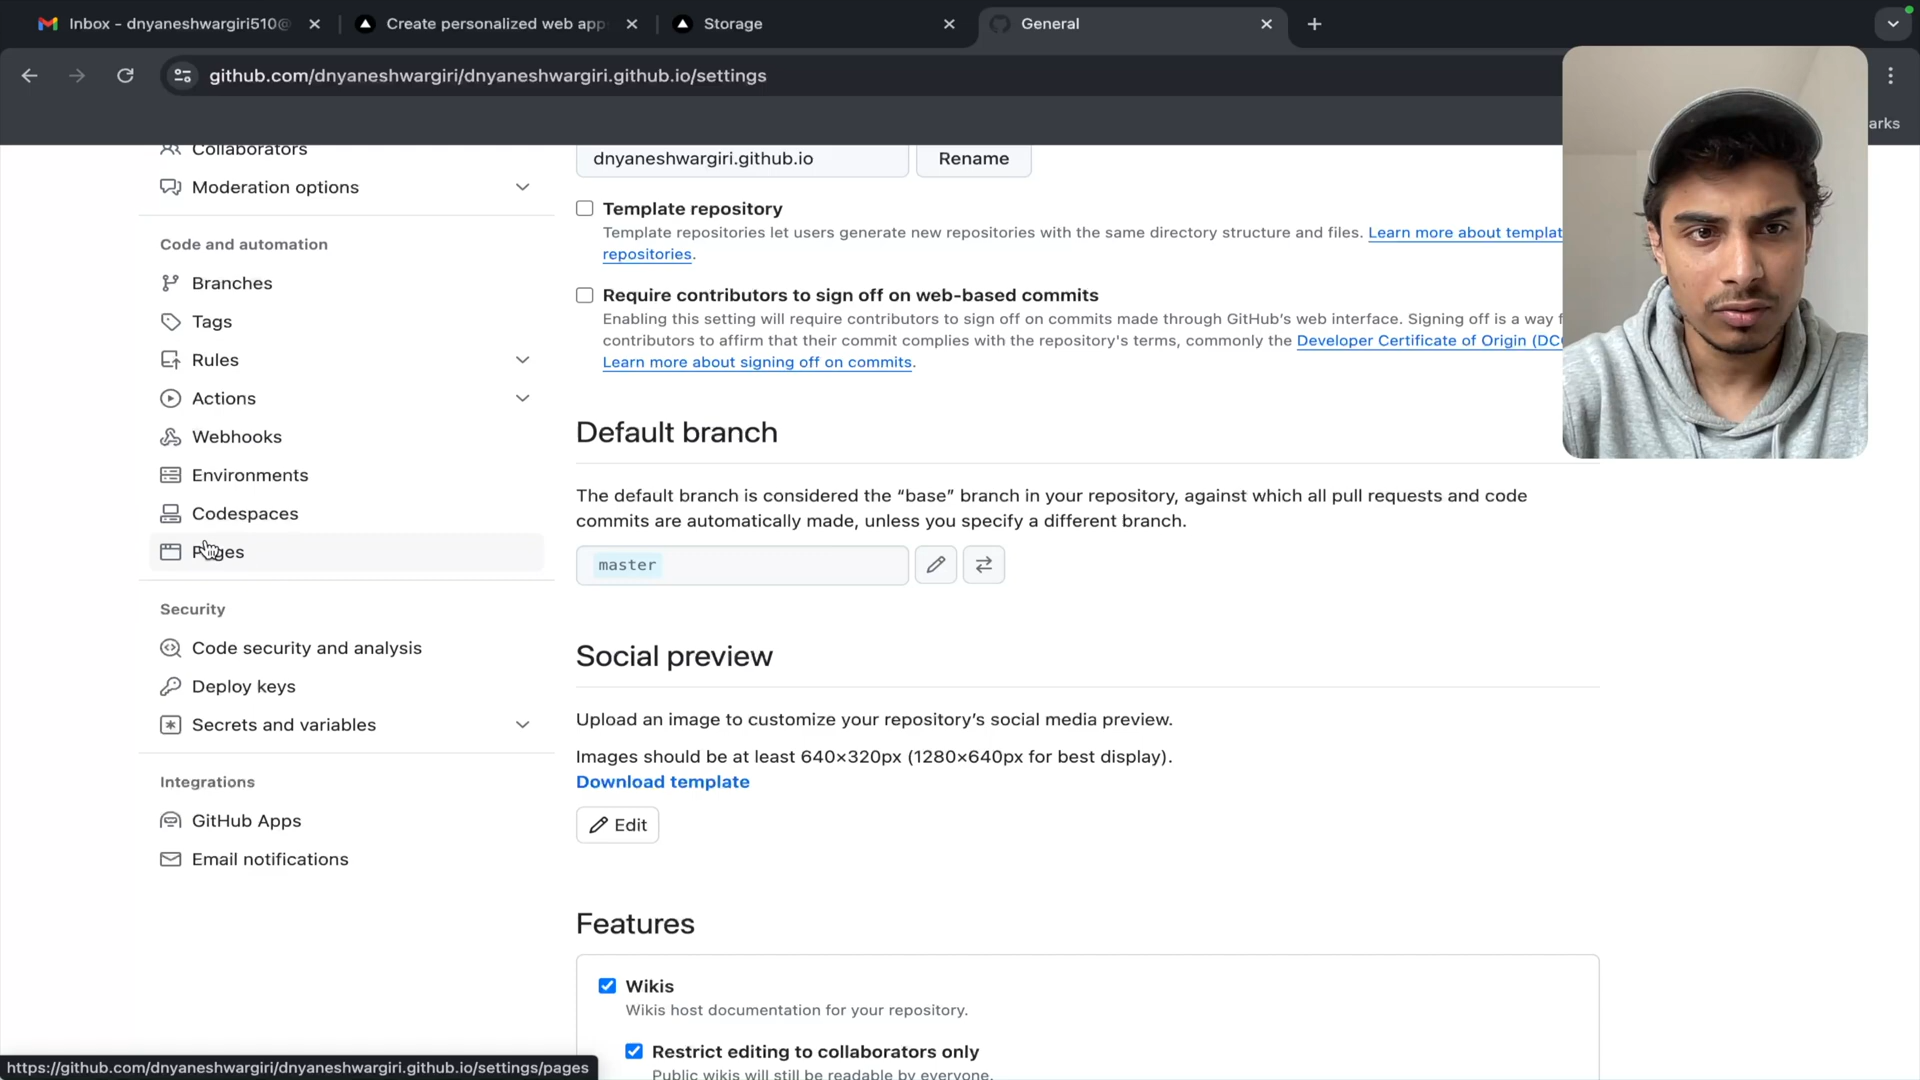 Inbox - dnyaneshwargiri510@
Create personalized web app
Storage
General
github.com/dnyaneshwargiri/dnyaneshwargiri.github.io/settings
arks
Collaborators
Moderation options
Code and automation
Branches
Tags
Rules
Actions
Webhooks
Environments
Codespaces
Pages
Security
Code security and analysis
Deploy keys
Secrets and variables
Integrations
GitHub Apps
Email notifications
dnyaneshwargiri.github.io
Rename
Template repository
Template repositories let users generate new repositories with the same directory structure and files. Learn more about templat
repositories.
Require contributors to sign off on web-based commits
Enabling this setting will require contributors to sign off on commits made through GitHub's web interface. Signing off is a way f
contributors to affirm that their commit complies with the repository's terms, commonly the Developer Certificate of Origin (DCO
Learn more about signing off on commits.
Default branch
The default branch is considered the “base” branch in your repository, against which all pull requests and code
commits are automatically made, unless you specify a different branch.
master
Social preview
Upload an image to customize your repository’s social media preview.
Images should be at least 640×320px (1280×640px for best display).
Download template
Edit
Features
Wikis
Wikis host documentation for your repository.
Restrict editing to collaborators only
Public wikis will still be readable by everyone.
https://github.com/dnyaneshwargiri/dnyaneshwargiri.github.io/settings/pages